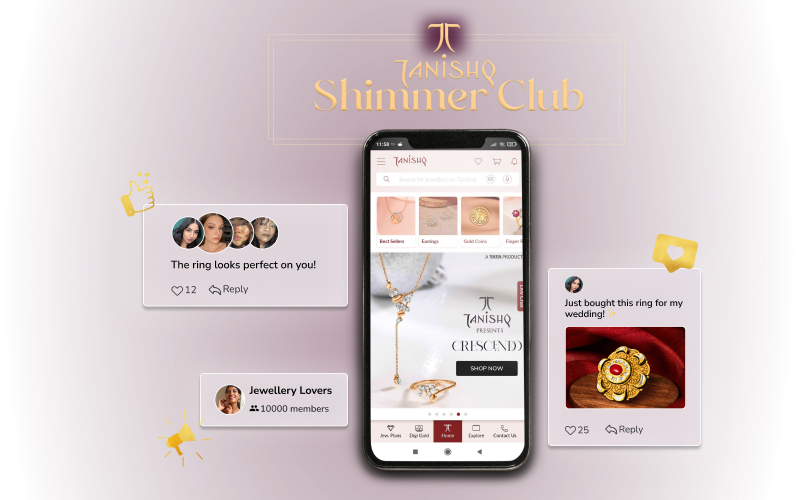 TANISHQ
Shimmer Club
11:58
TANISHQ
Search for Jewellery on Tanishq
Best Sellers
Earrings
Gold Coins
Finger R
A TATA PRODUCT
TANISHQ
PRESENTS
CRESCENDO
SHOP NOW
Jew. Plans
Digi Gold
Home
Explore
Contact Us
The ring looks perfect on you!
12 Reply
Jewellery Lovers
10000 members
Just bought this ring for my
wedding! ✨
25 Reply